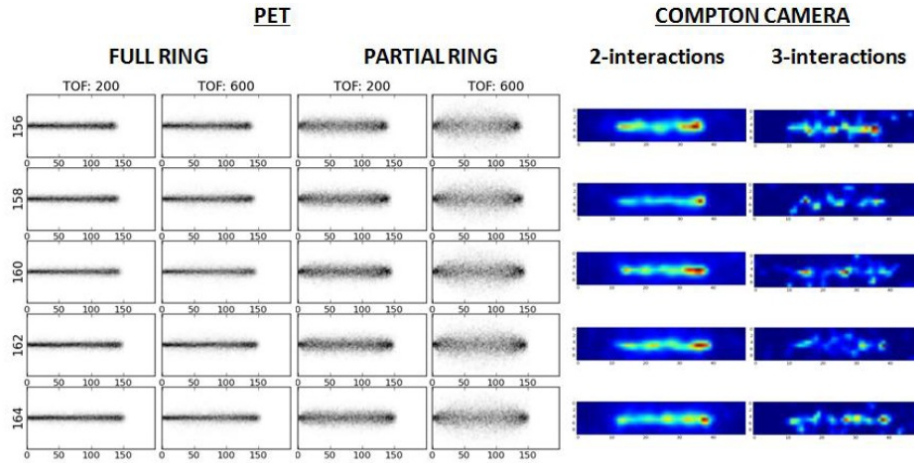 PET COMPTON CAMERA
FULL RING PARTIAL RING 2-interactions 3-interactions
TOF: 200 TOF: 600 TOF: 200 TOF: 600
156
0 50 100 150 0 50 100 150 0 50 100 150 0 50 100 150
158
0 50 100 150 0 50 100 150 0 50 100 150 0 50 100 150
160
0 50 100 150 0 50 100 150 0 50 100 150 0 50 100 150
162
0 50 100 150 0 50 100 150 0 50 100 150 0 50 100 150
164
0 50 100 150 0 50 100 150 0 50 100 150 0 50 100 150